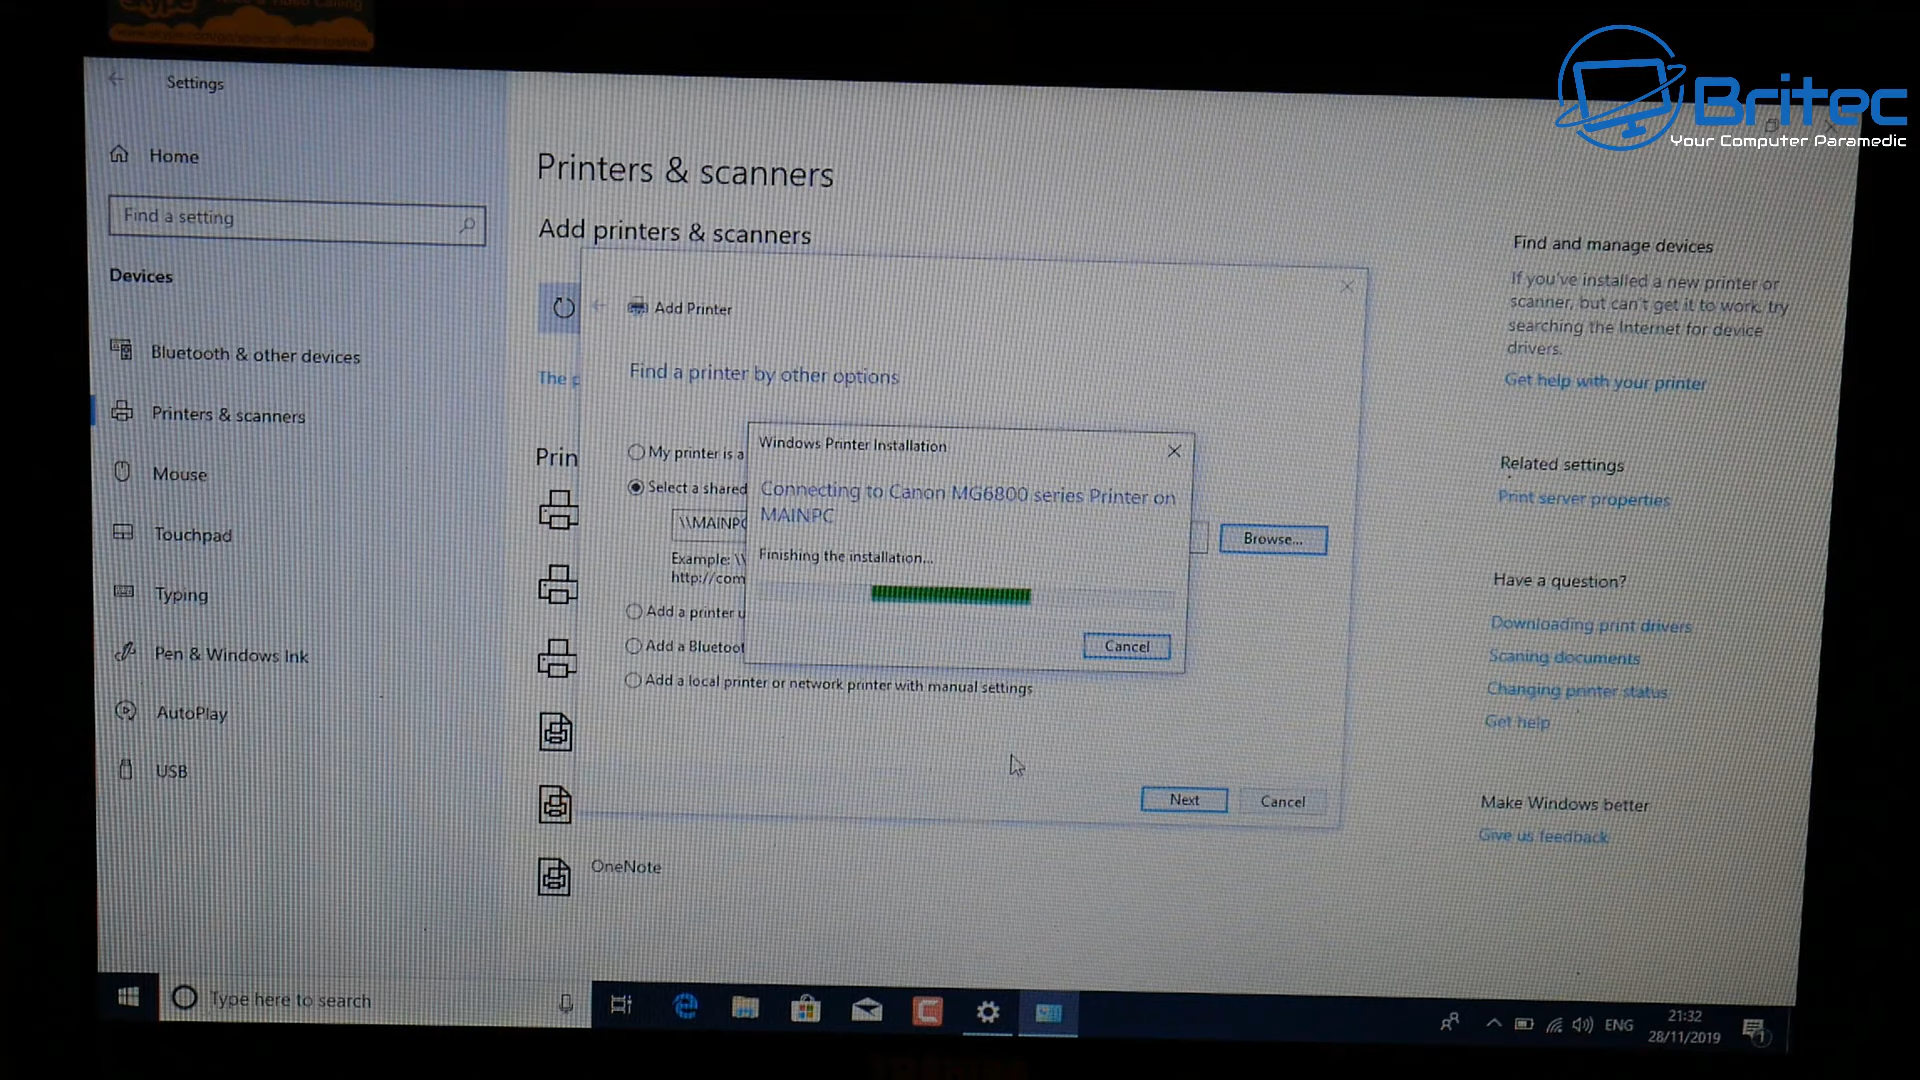 Skype
Settings
Home
Find a setting
Devices
Bluetooth & other devices
Printers & scanners
Mouse
Touchpad
Typing
Pen & Windows Ink
AutoPlay
USB
Printers & scanners
Add printers & scanners
The p
Prin
OneNote
Add Printer
Find a printer by other options
My printer is a
Select a shared
\\MAINPC
Browse...
Example: \\
http://com
Add a printer u
Add a Bluetoot
Add a local printer or network printer with manual settings
Next
Cancel
Windows Printer Installation
Connecting to Canon MG6800 series Printer on
MAINPC
Finishing the installation...
Cancel
Find and manage devices
If you've installed a new printer or
scanner, but can't get it to work, try
searching the Internet for device
drivers.
Get help with your printer
Related settings
Print server properties
Have a question?
Downloading print drivers
Scaning documents
Changing printer status
Get help
Make Windows better
Give us feedback
Type here to search
ENG
21:32
28/11/2019
1
Britec
Your Computer Paramedic